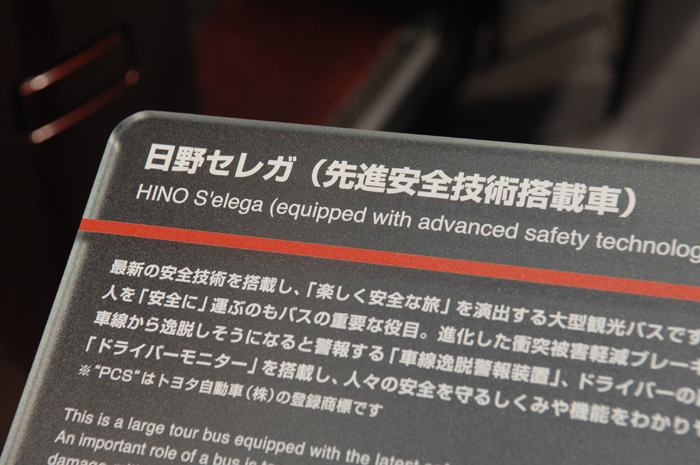 日野セレガ（先進安全技術搭載車）
HINO S'elega (equipped with advanced safety technolog
最新の安全技術を搭載し、「楽しく安全な旅」を演出する大型観光バスです
人を「安全に」運ぶのもバスの重要な役目。進化した衝突被害軽減ブレーキ
車線から逸脱しそうになると警報する「車線逸脱警報装置」、ドライバーの
「ドライバーモニター」を搭載し、人々の安全を守るしくみや機能をわかりや
※ "PCS"はトヨタ自動車（株）の登録商標です
This is a large tour bus equipped with the latest
An important role of a bus is